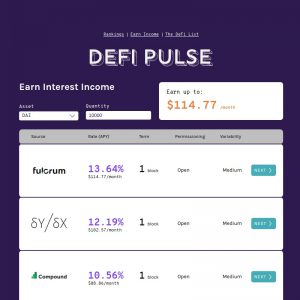 Rankings | Earn Income | The Defi List
DEFI PULSE
Earn Interest Income
Earn up to:
$114.77 /month
Asset Quantity
DAI 10000
Source Rate (APY) Term Permissioning Variability
fulcrum 13.64% 1 block Open Medium NEXT >
$114.77/month
δY/δX 12.19% 1 block Open Medium NEXT >
$102.57/month
Compound 10.56% 1 block Open Medium NEXT >
$88.86/month